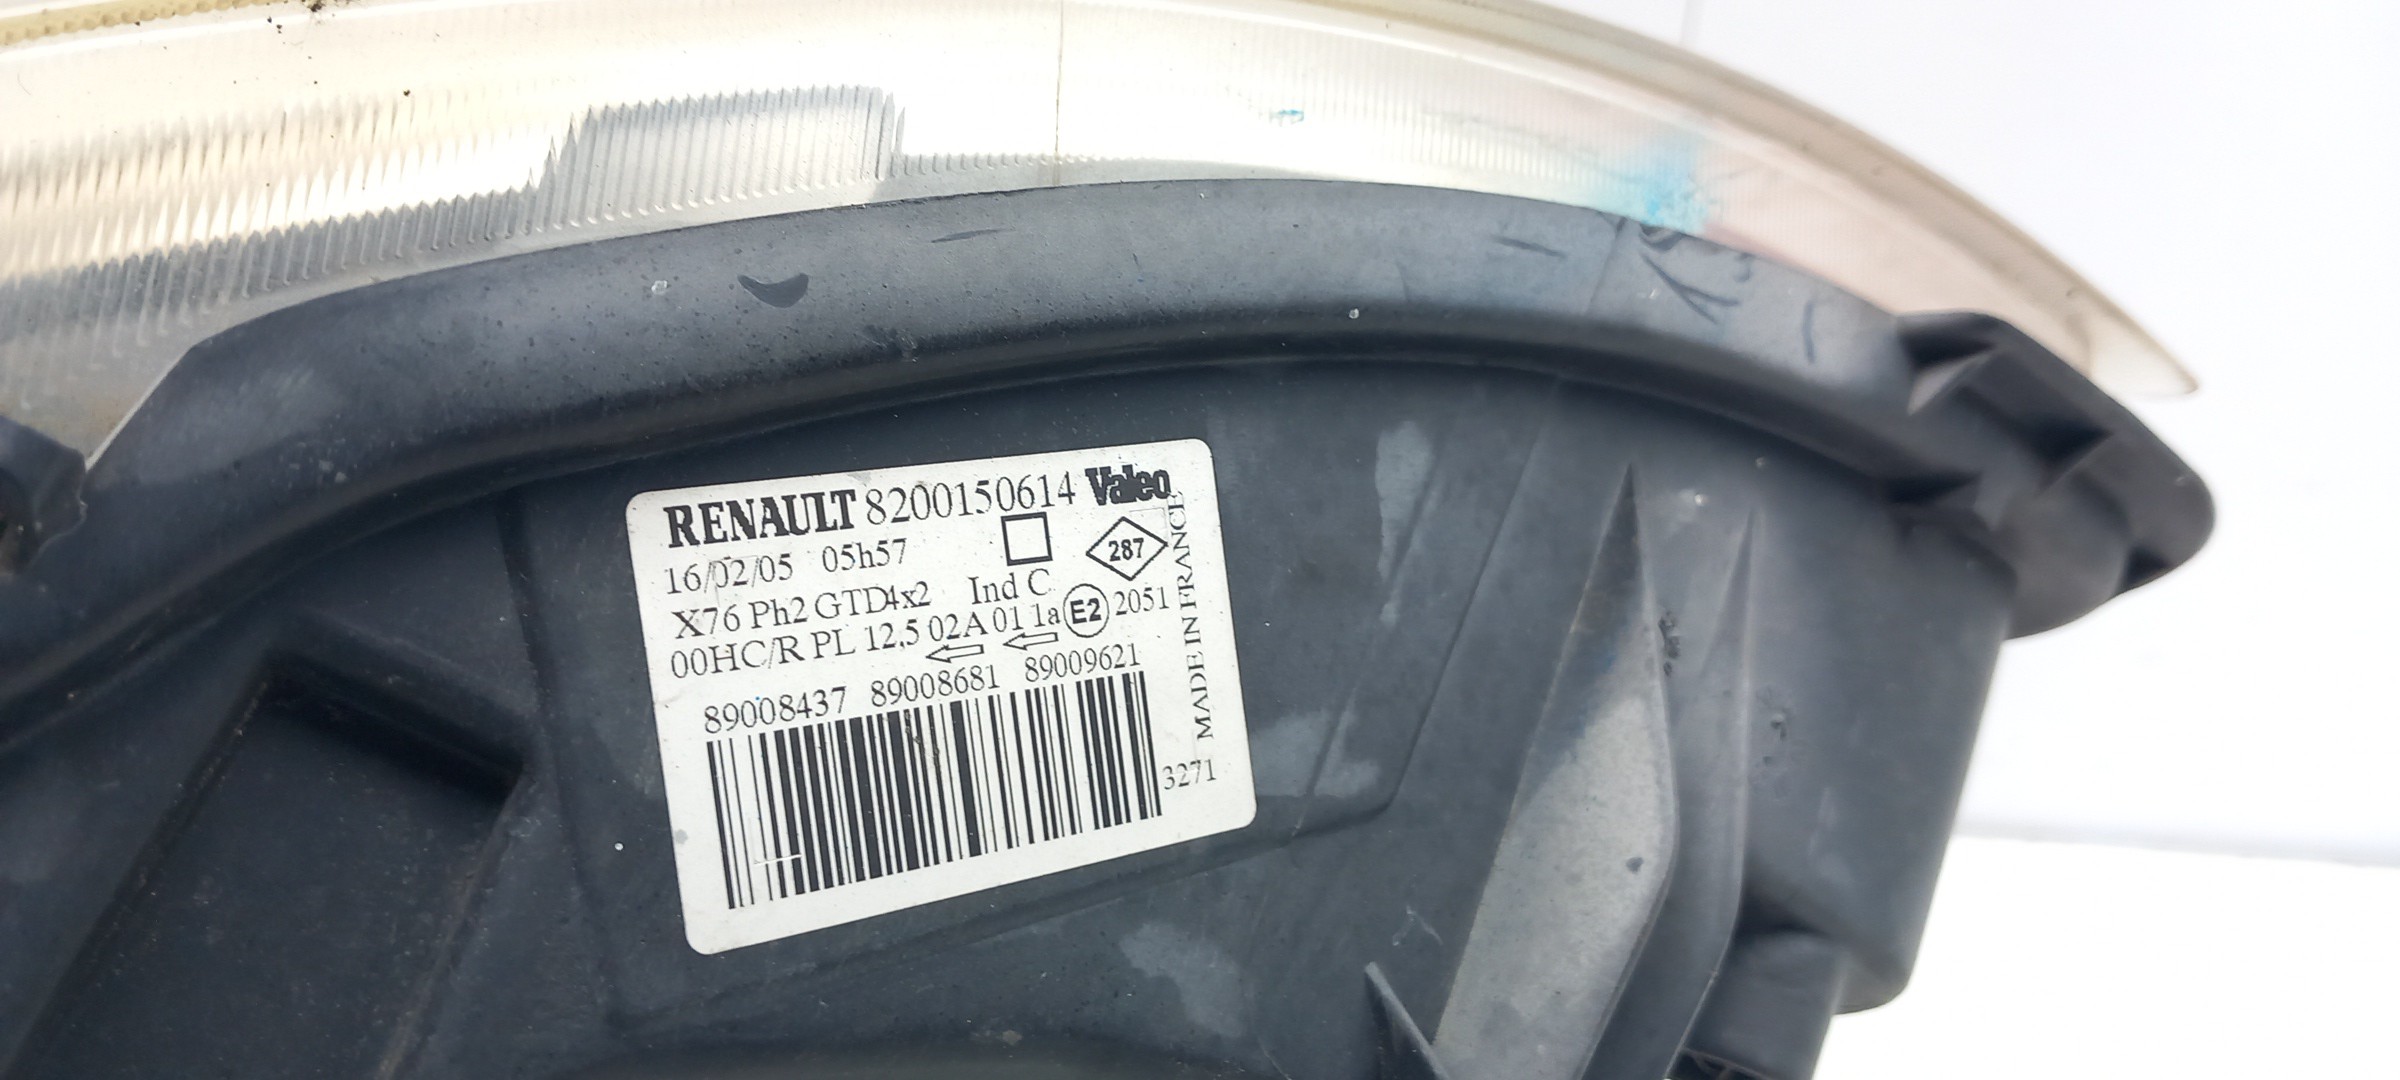 RENAULT 8200150614 Valeo
16/02/05 05h57
287
X76 Ph2 GTD4x2 Ind C
00HC/R PL 12,5 02A 01 1a E2 2051
89008437 89008681 89009621
MADE IN FRANCE
3271